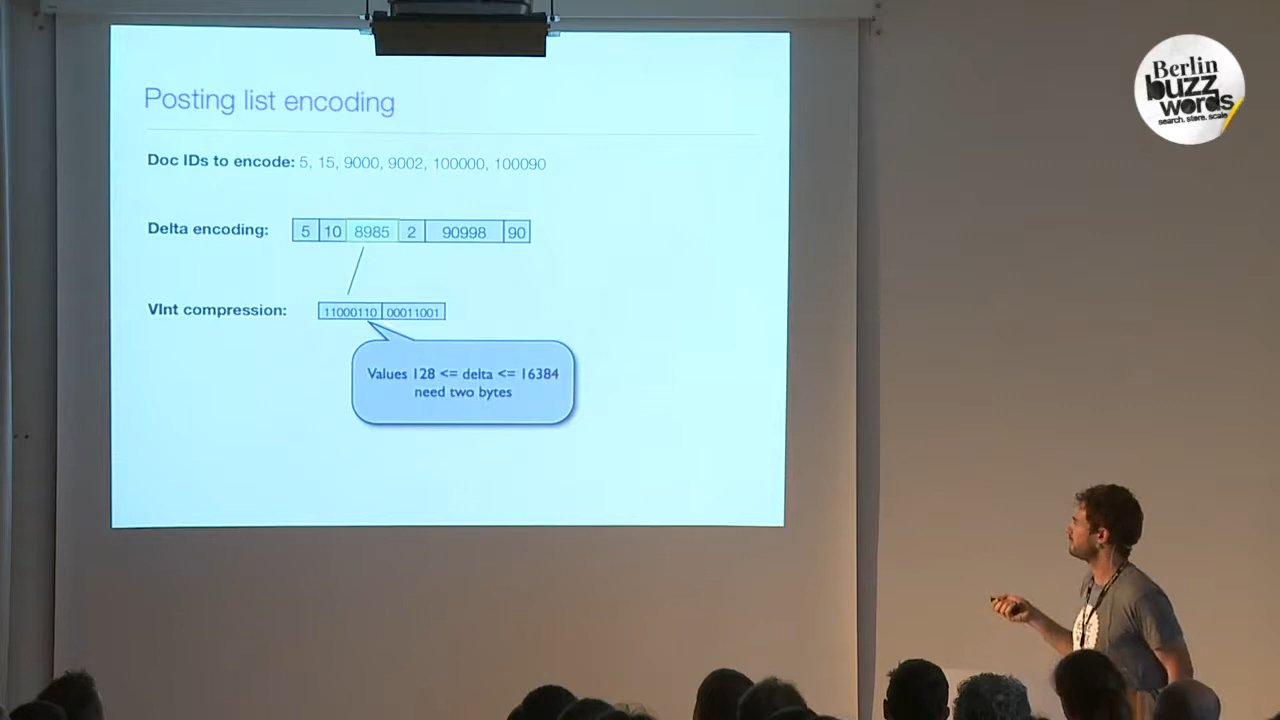 Posting list encoding
Doc IDs to encode: 5, 15, 9000, 9002, 100000, 100090
Delta encoding: 5 10 8985 2 90998 90
VInt compression: 11000110 00011001
Values 128 <= delta <= 16384
need two bytes
Berlin
buzz
words
search. store. scale